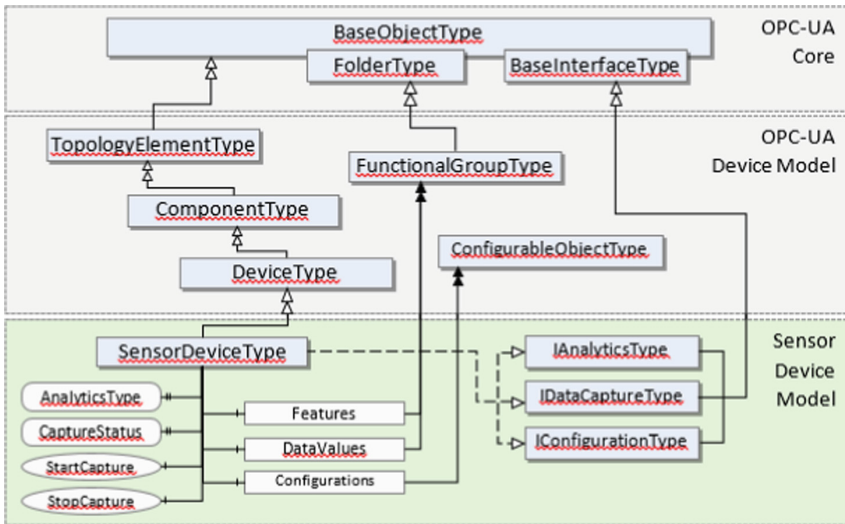 BaseObjectType
OPC-UA
Core
FolderType
BaseInterfaceType
TopologyElementType
OPC-UA
Device Model
FunctionalGroupType
ComponentType
ConfigurableObjectType
DeviceType
SensorDeviceType
IAnalyticsType
Sensor
Device
Model
AnalyticsType
IDataCaptureType
Features
CaptureStatus
IConfigurationType
DataValues
StartCapture
Configurations
StopCapture